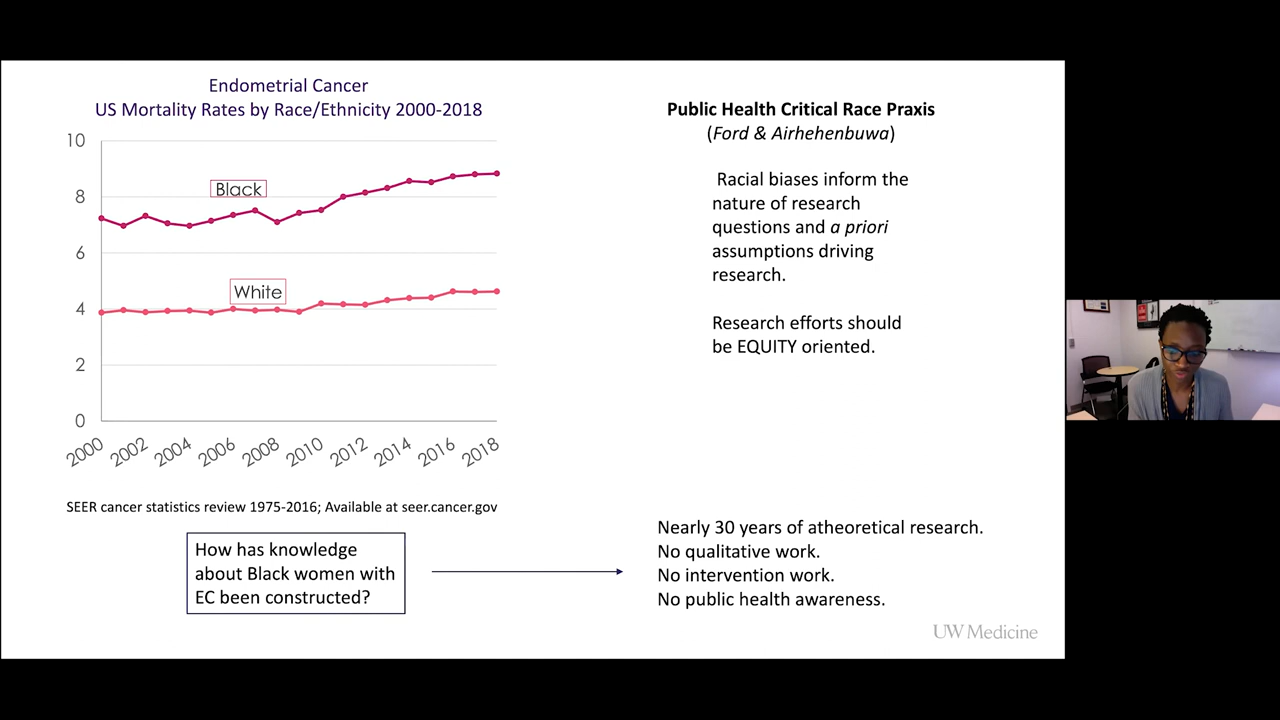 Endometrial Cancer
US Mortality Rates by Race/Ethnicity 2000-2018
10
8
6
4
2
0
Black
White
2000
2002
2004
2006
2008
2010
2012
2014
2016
2018
SEER cancer statistics review 1975-2016; Available at seer.cancer.gov
How has knowledge
about Black women with
EC been constructed?
Public Health Critical Race Praxis
(Ford & Airhehenbuwa)
Racial biases inform the
nature of research
questions and a priori
assumptions driving
research.
Research efforts should
be EQUITY oriented.
Nearly 30 years of atheoretical research.
No qualitative work.
No intervention work.
No public health awareness.
UW Medicine